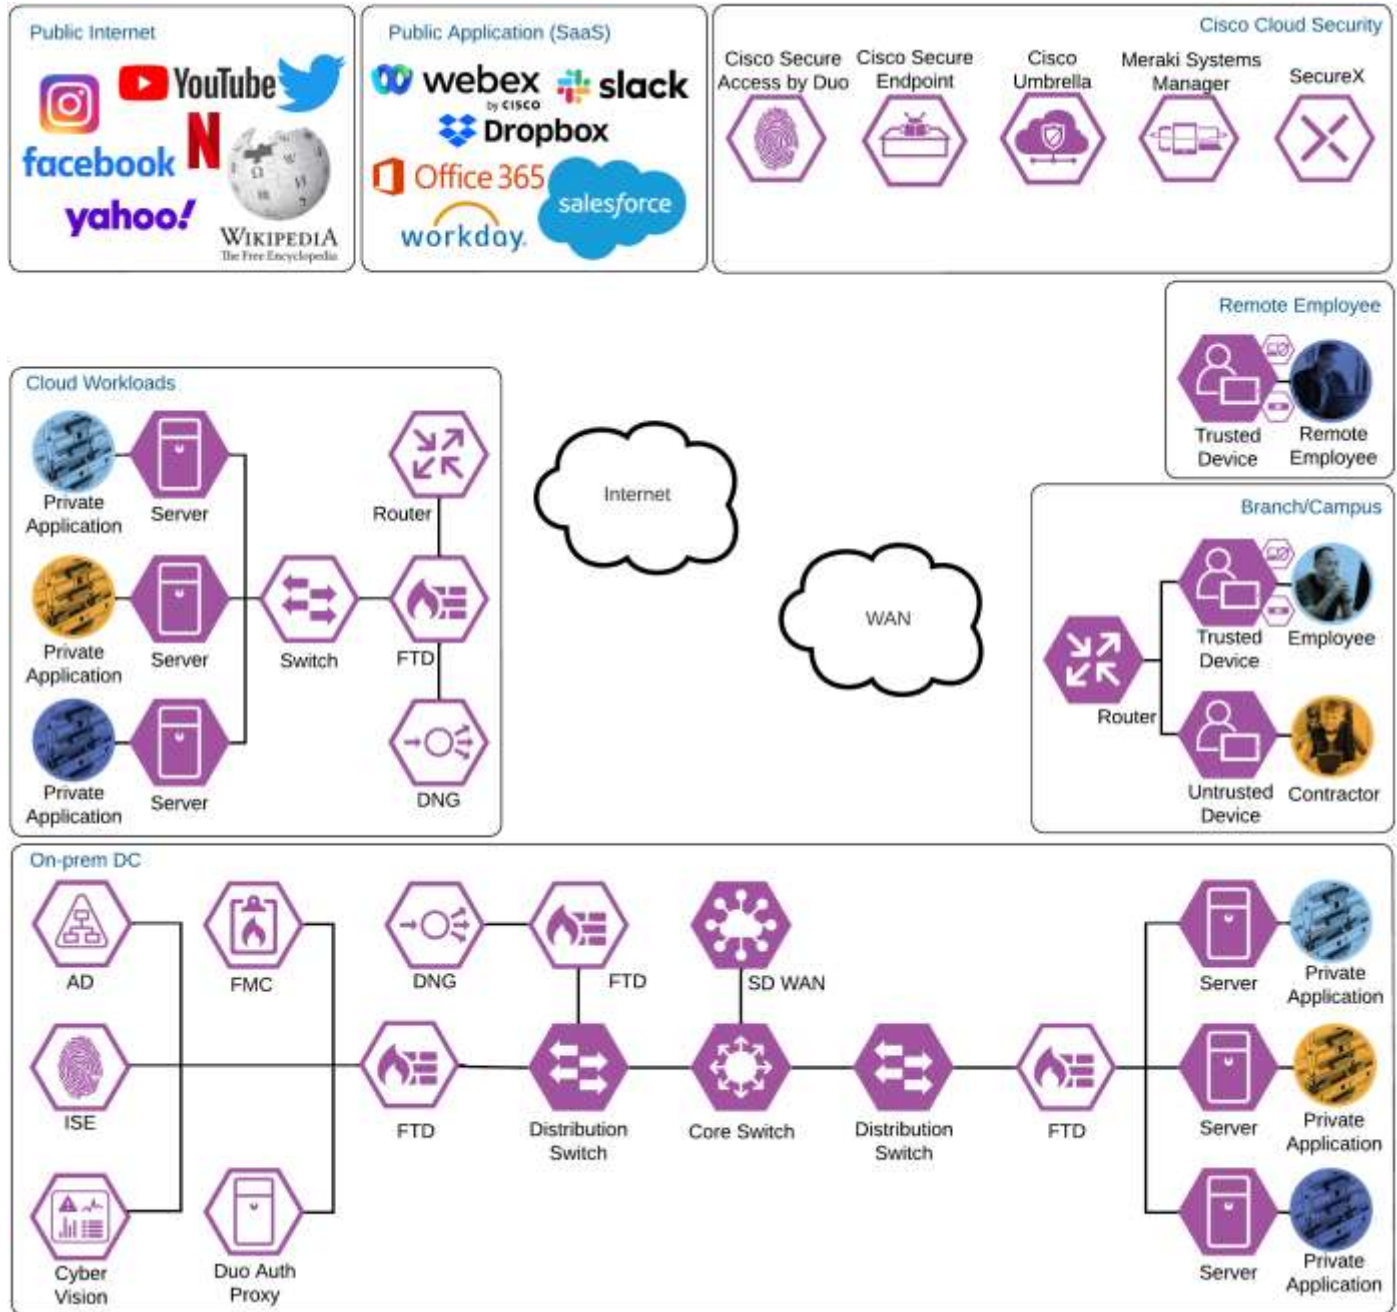 Public Internet
YouTube
facebook
N
yahoo!
WIKIPEDIA
The Free Encyclopedia
Public Application (SaaS)
webex
by CISCO
slack
Dropbox
Office 365
salesforce
workday.
Cisco Cloud Security
Cisco Secure
Access by Duo
Cisco Secure
Endpoint
Cisco
Umbrella
Meraki Systems
Manager
SecureX
Remote Employee
Trusted
Device
Remote
Employee
Cloud Workloads
Private
Application
Server
Router
Private
Application
Server
Switch
FTD
Private
Application
Server
DNG
Internet
WAN
Branch/Campus
Trusted
Device
Employee
Router
Untrusted
Device
Contractor
On-prem DC
AD
FMC
DNG
FTD
SD WAN
Server
Private
Application
ISE
FTD
Distribution
Switch
Core Switch
Distribution
Switch
FTD
Server
Private
Application
Cyber
Vision
Duo Auth
Proxy
Server
Private
Application